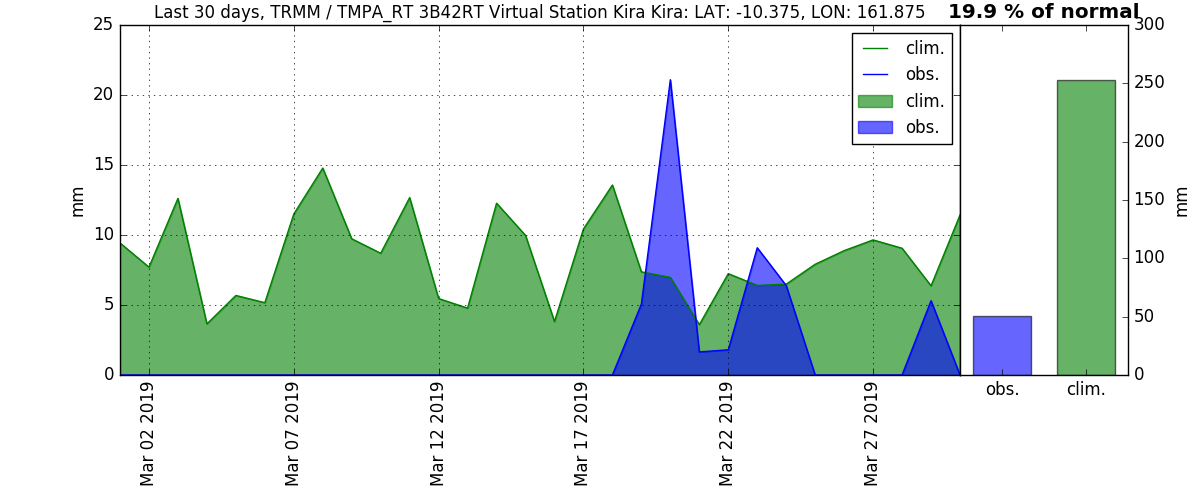 Last 30 days, TRMM / TMPA_RT 3B42RT Virtual Station Kira Kira: LAT: -10.375, LON: 161.875
19.9 % of normal
25
20
15
10
5
0
mm
clim.
obs.
clim.
obs.
Mar 02 2019
Mar 07 2019
Mar 12 2019
Mar 17 2019
Mar 22 2019
Mar 27 2019
300
250
200
150
100
50
0
mm
obs.
clim.